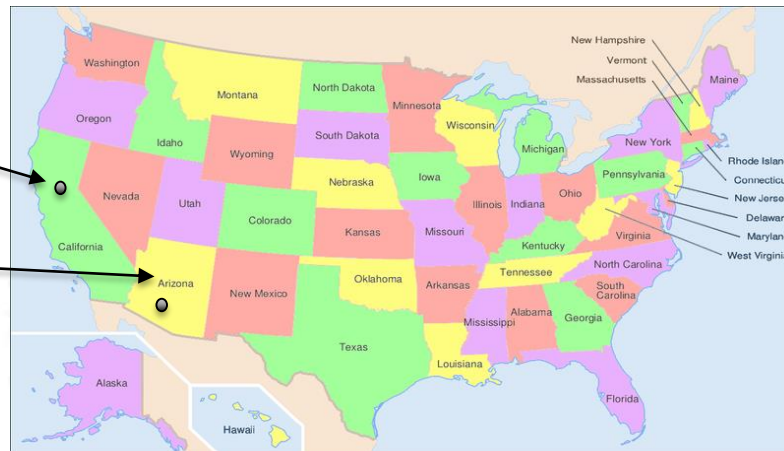 New Hampshire
Vermont
Massachusetts
Washington
Montana
North Dakota
Minnesota
Maine
Oregon
Idaho
South Dakota
Wisconsin
Michigan
New York
Wyoming
Rhode Island
Nebraska
Iowa
Pennsylvania
Connecticu
Nevada
Utah
Colorado
Illinois
Indiana
Ohio
New Jerse
Delawar
California
Kansas
Missouri
Kentucky
Virginia
Marylan
West Virginia
Arizona
New Mexico
Oklahoma
Arkansas
Tennessee
North Carolina
South
Carolina
Mississippi
Alabama
Georgia
Texas
Louisiana
Alaska
Hawaii
Florida